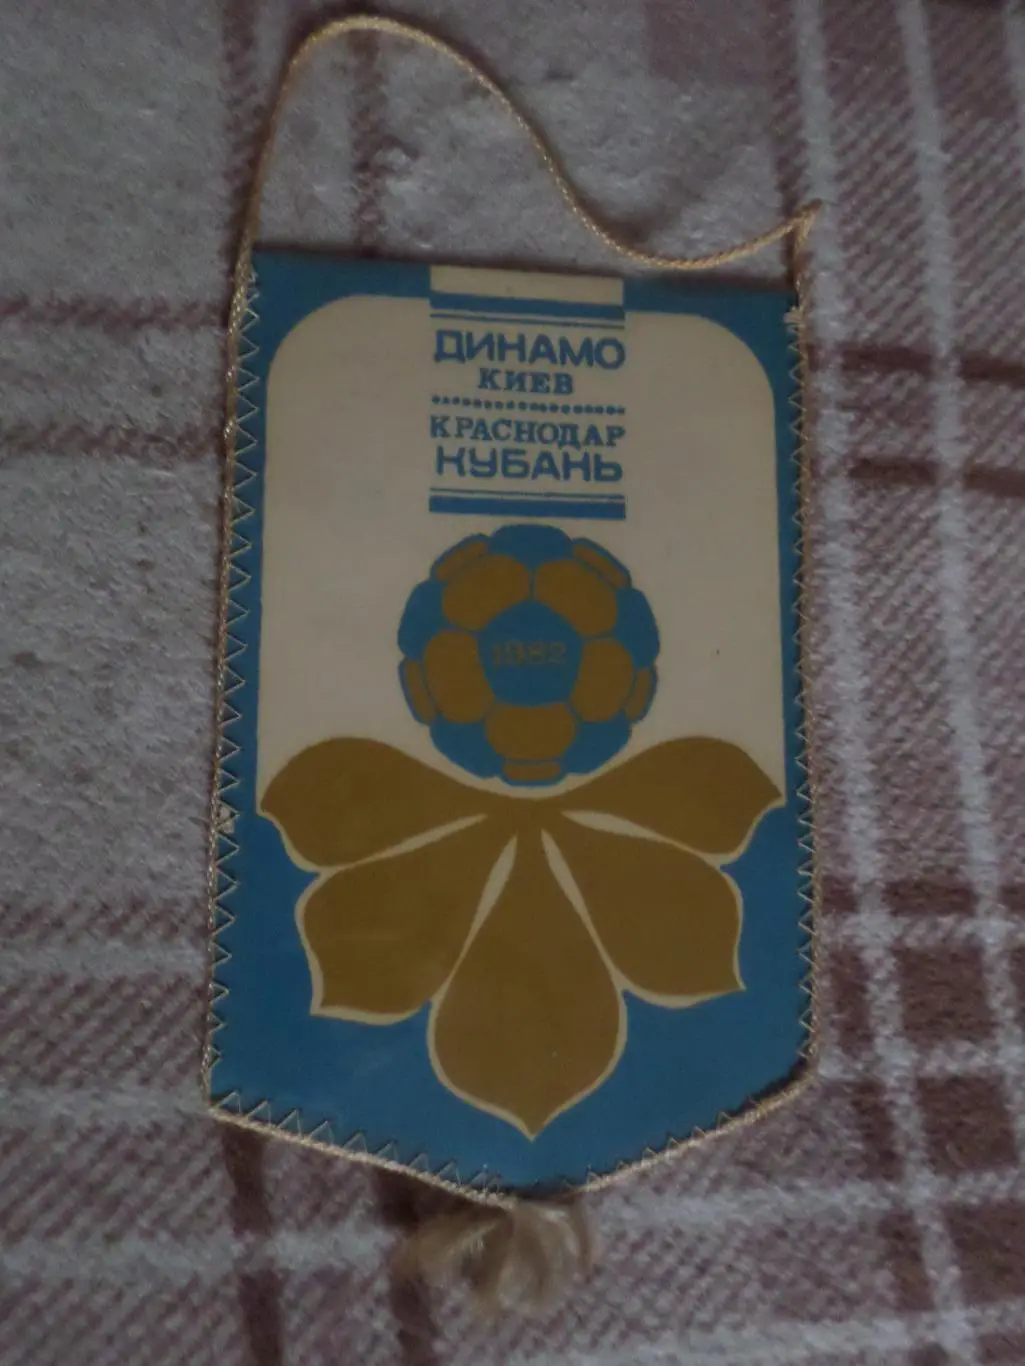 ДИНАМО
КИЕВ
КРАСНОДАР
КУБАНЬ
1982